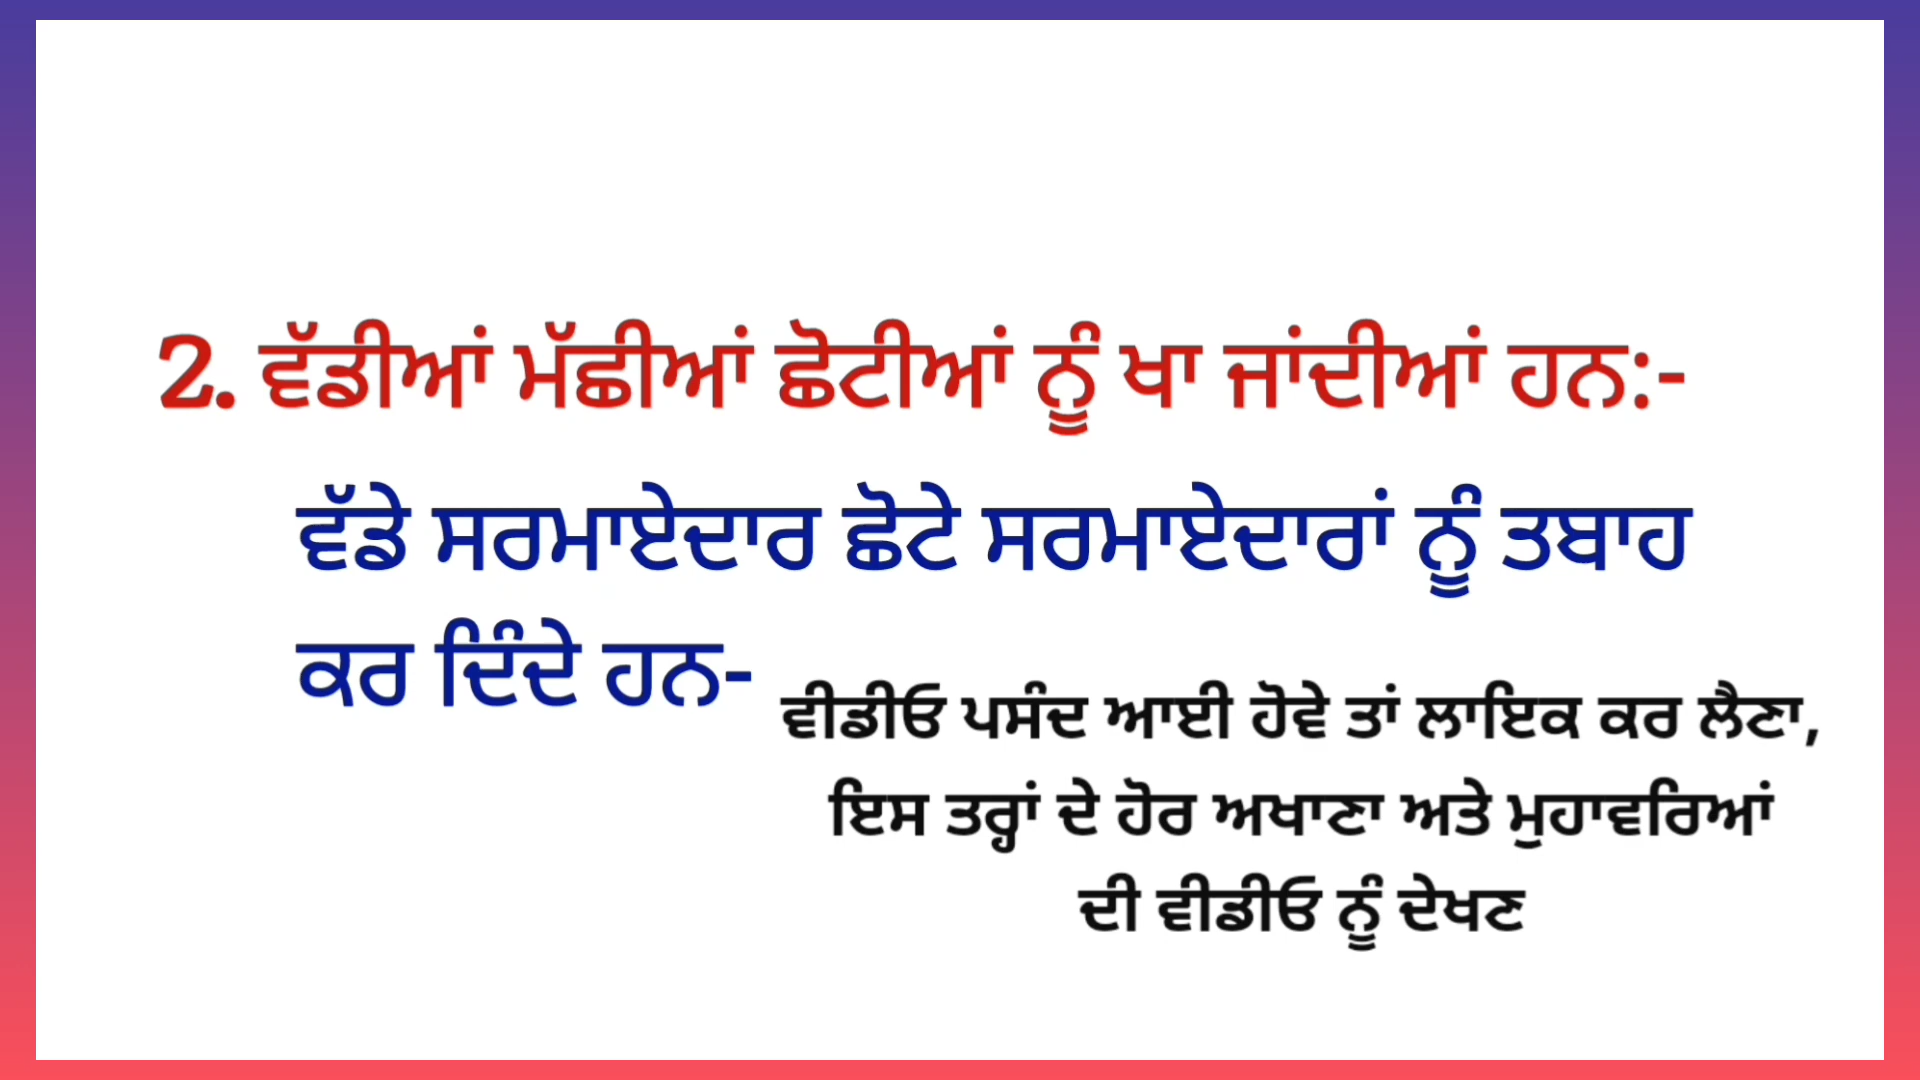 2. ਵੱਡੀਆਂ ਮੱਛੀਆਂ ਛੋਟੀਆਂ ਨੂੰ ਖਾ ਜਾਂਦੀਆਂ ਹਨ:-
ਵੱਡੇ ਸਰਮਾਏਦਾਰ ਛੋਟੇ ਸਰਮਾਏਦਾਰਾਂ ਨੂੰ ਤਬਾਹ
ਕਰ ਦਿੰਦੇ ਹਨ-
ਵੀਡੀਓ ਪਸੰਦ ਆਈ ਹੋਵੇ ਤਾਂ ਲਾਇਕ ਕਰ ਲੈਣਾ,
ਇਸ ਤਰ੍ਹਾਂ ਦੇ ਹੋਰ ਅਖਾਣਾ ਅਤੇ ਮੁਹਾਵਰਿਆਂ
ਦੀ ਵੀਡੀਓ ਨੂੰ ਦੇਖਣ